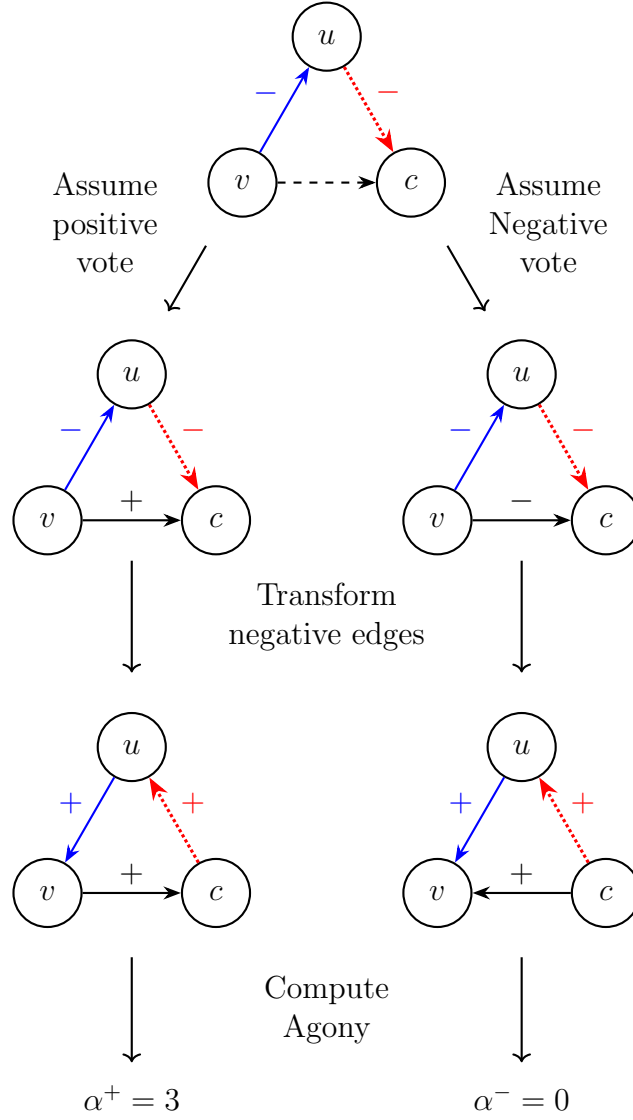 u
− −
v c
Assume
positive
vote
Assume
Negative
vote
u
− −
v + c
u
− −
v − c
Transform
negative edges
u
+ +
v + c
u
+ +
v + c
Compute
Agony
α⁺ = 3
α⁻ = 0